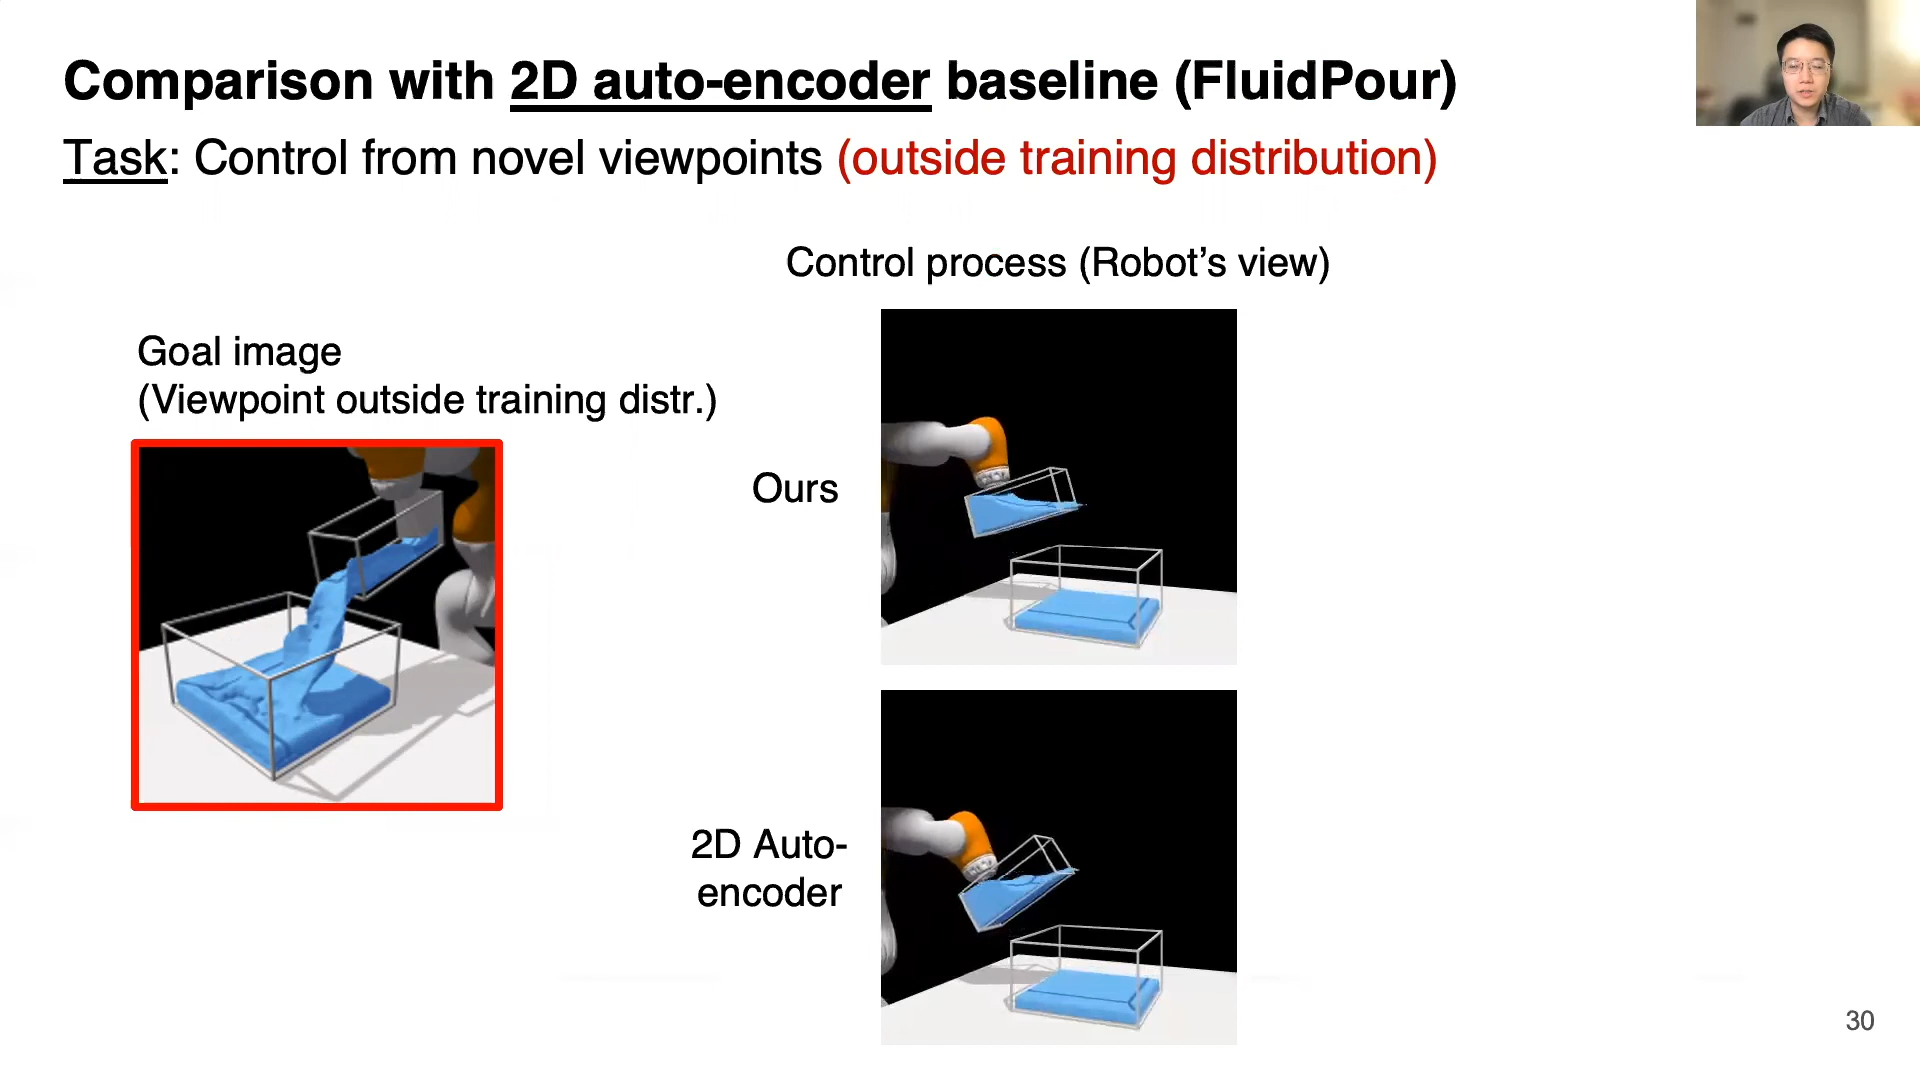 Comparison with 2D auto-encoder baseline (FluidPour)
Task: Control from novel viewpoints (outside training distribution)
Control process (Robot’s view)
Goal image
(Viewpoint outside training distr.)
Ours
2D Auto-
encoder
30